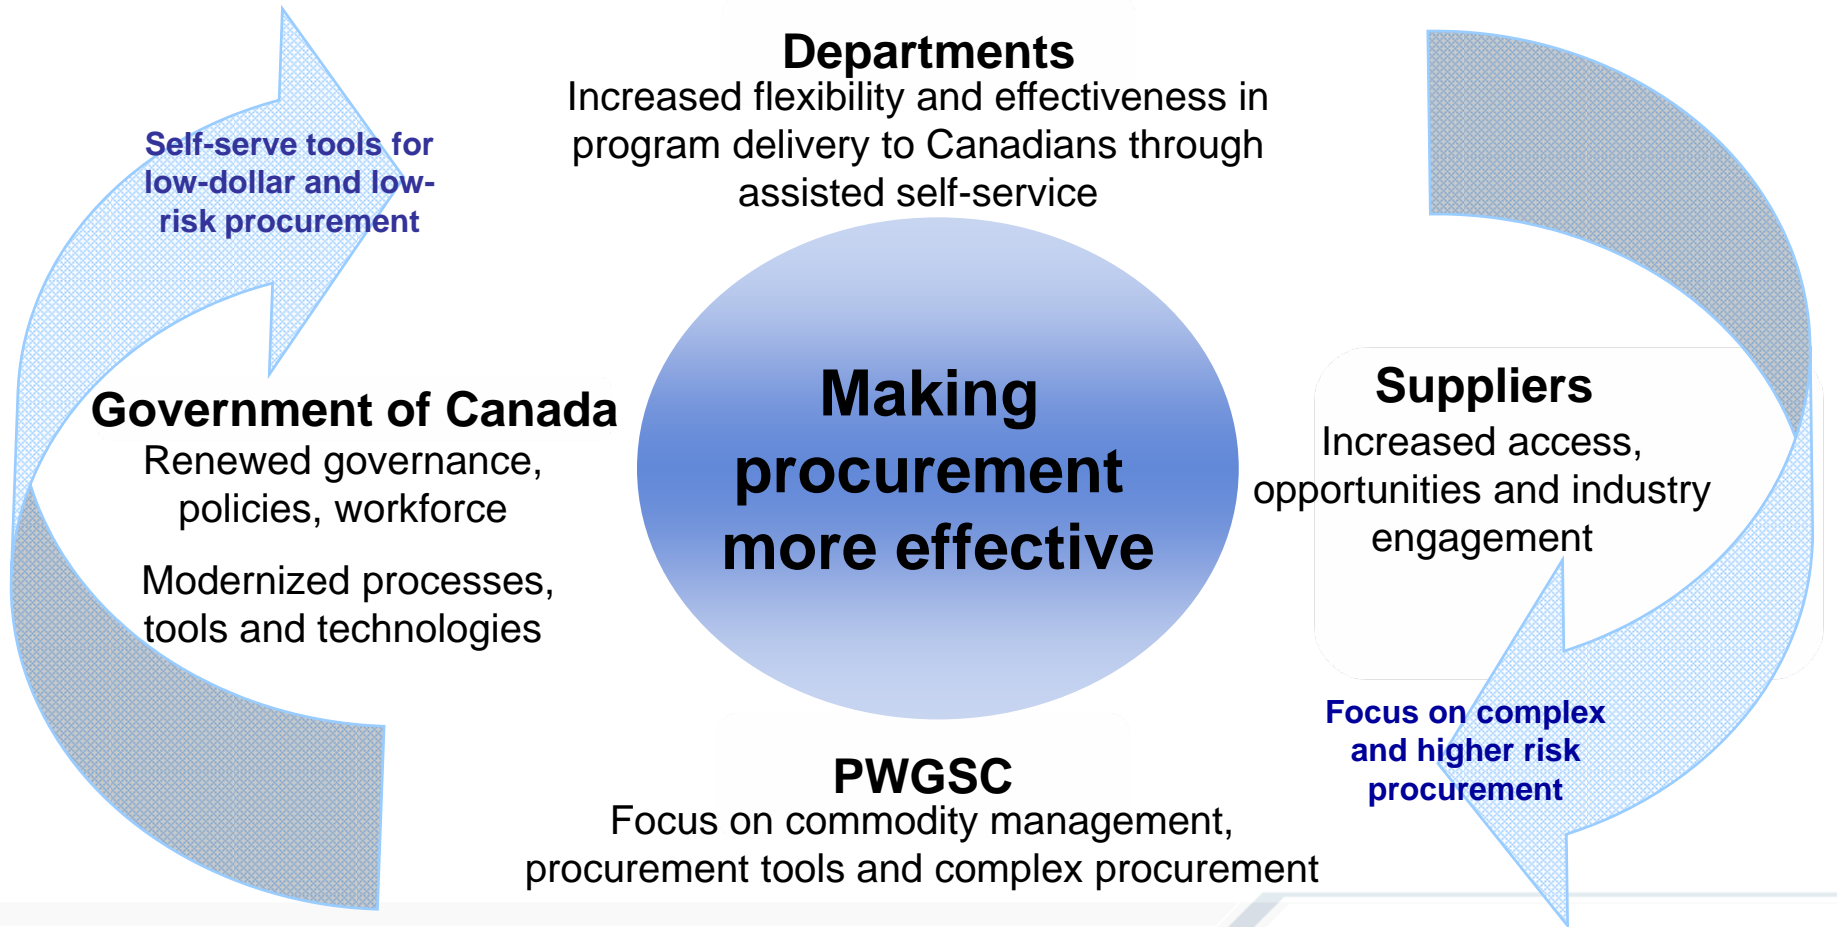 Departments
Increased flexibility and effectiveness in
program delivery to Canadians through
assisted self-service
Self-serve tools for
low-dollar and low-
risk procurement
Government of Canada
Renewed governance,
policies, workforce
Modernized processes,
tools and technologies
Making
procurement
more effective
Suppliers
Increased access,
opportunities and industry
engagement
Focus on complex
and higher risk
procurement
PWGSC
Focus on commodity management,
procurement tools and complex procurement